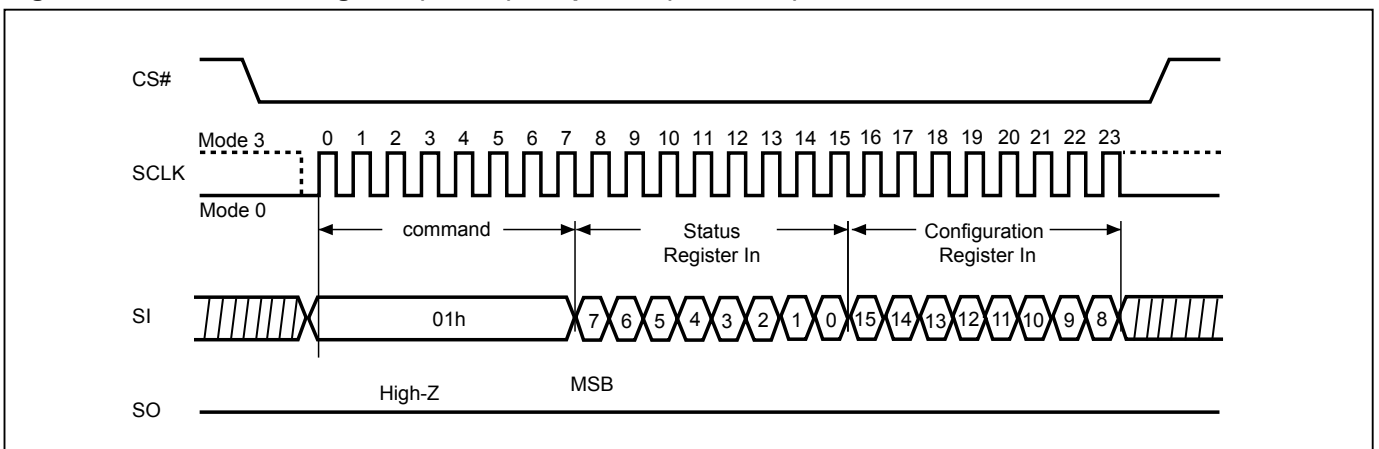 CS#
Mode 3
0 1 2 3 4 5 6 7 8 9 10 11 12 13 14 15 16 17 18 19 20 21 22 23
SCLK
Mode 0
command
Status
Register In
Configuration
Register In
SI
01h
7 6 5 4 3 2 1 0 15 14 13 12 11 10 9 8
High-Z
MSB
SO